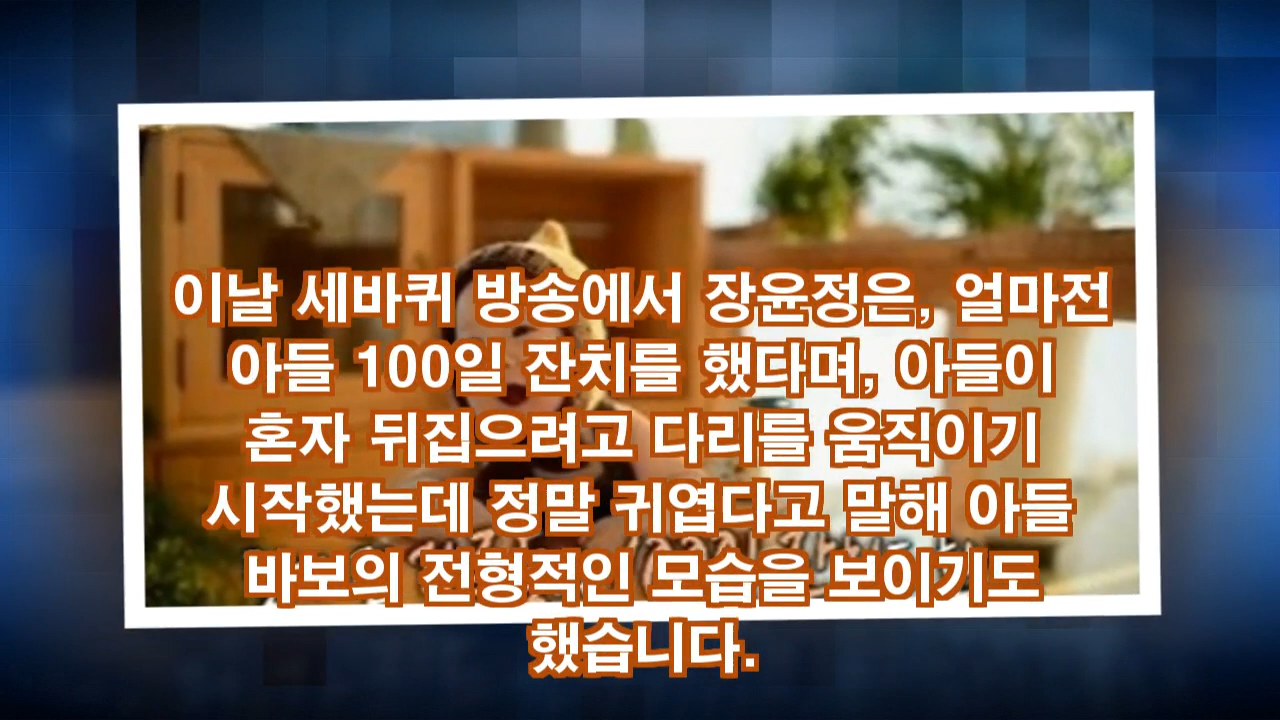 이날 세바퀴 방송에서 장윤정은, 얼마전
아들 100일 잔치를 했다며, 아들이
혼자 뒤집으려고 다리를 움직이기
시작했는데 정말 귀엽다고 말해 아들
바보의 전형적인 모습을 보이기도
했습니다.